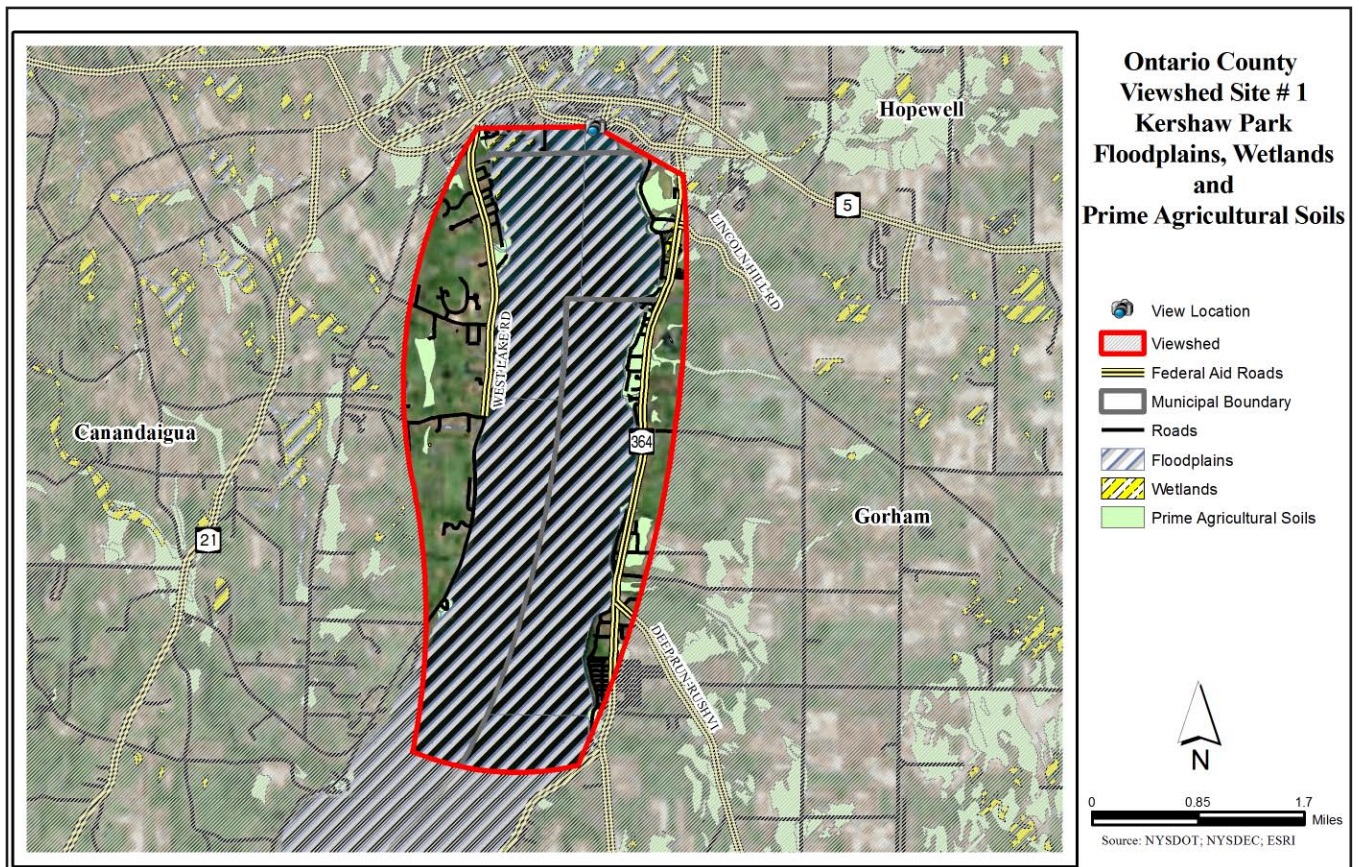 Ontario County
Viewshed Site # 1
Kershaw Park
Floodplains, Wetlands
and
Prime Agricultural Soils
View Location
Viewshed
Federal Aid Roads
Municipal Boundary
Roads
Floodplains
Wetlands
Prime Agricultural Soils
N
0 0.85 1.7
Miles
Source: NYSDOT; NYSDEC; ESRI
Hopewell
5
LINCOLN HILL RD
WEST LAKE RD
Canandaigua
364
Gorham
21
DEEP RUN-RUSHVI